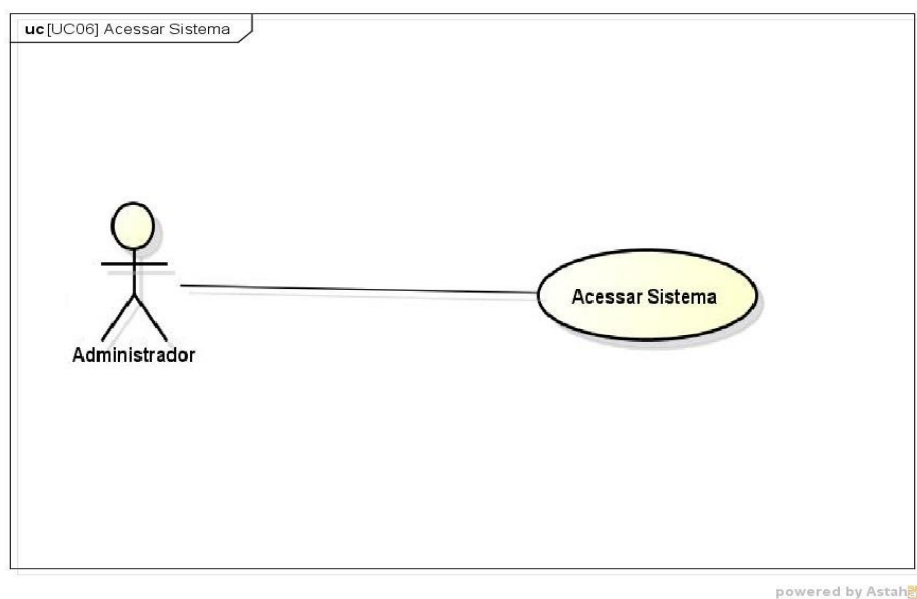 uc [UC06] Acessar Sistema
Administrador
Acessar Sistema
powered by Astah